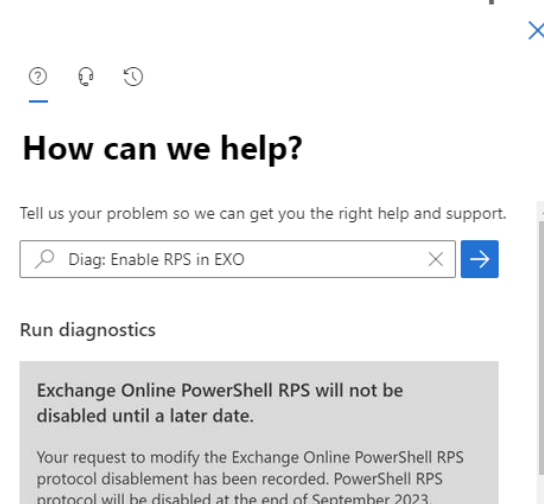 How can we help?
Tell us your problem so we can get you the right help and support.
Diag: Enable RPS in EXO
Run diagnostics
Exchange Online PowerShell RPS will not be
disabled until a later date.
Your request to modify the Exchange Online PowerShell RPS
protocol disablement has been recorded. PowerShell RPS
protocol will be disabled at the end of September 2023.